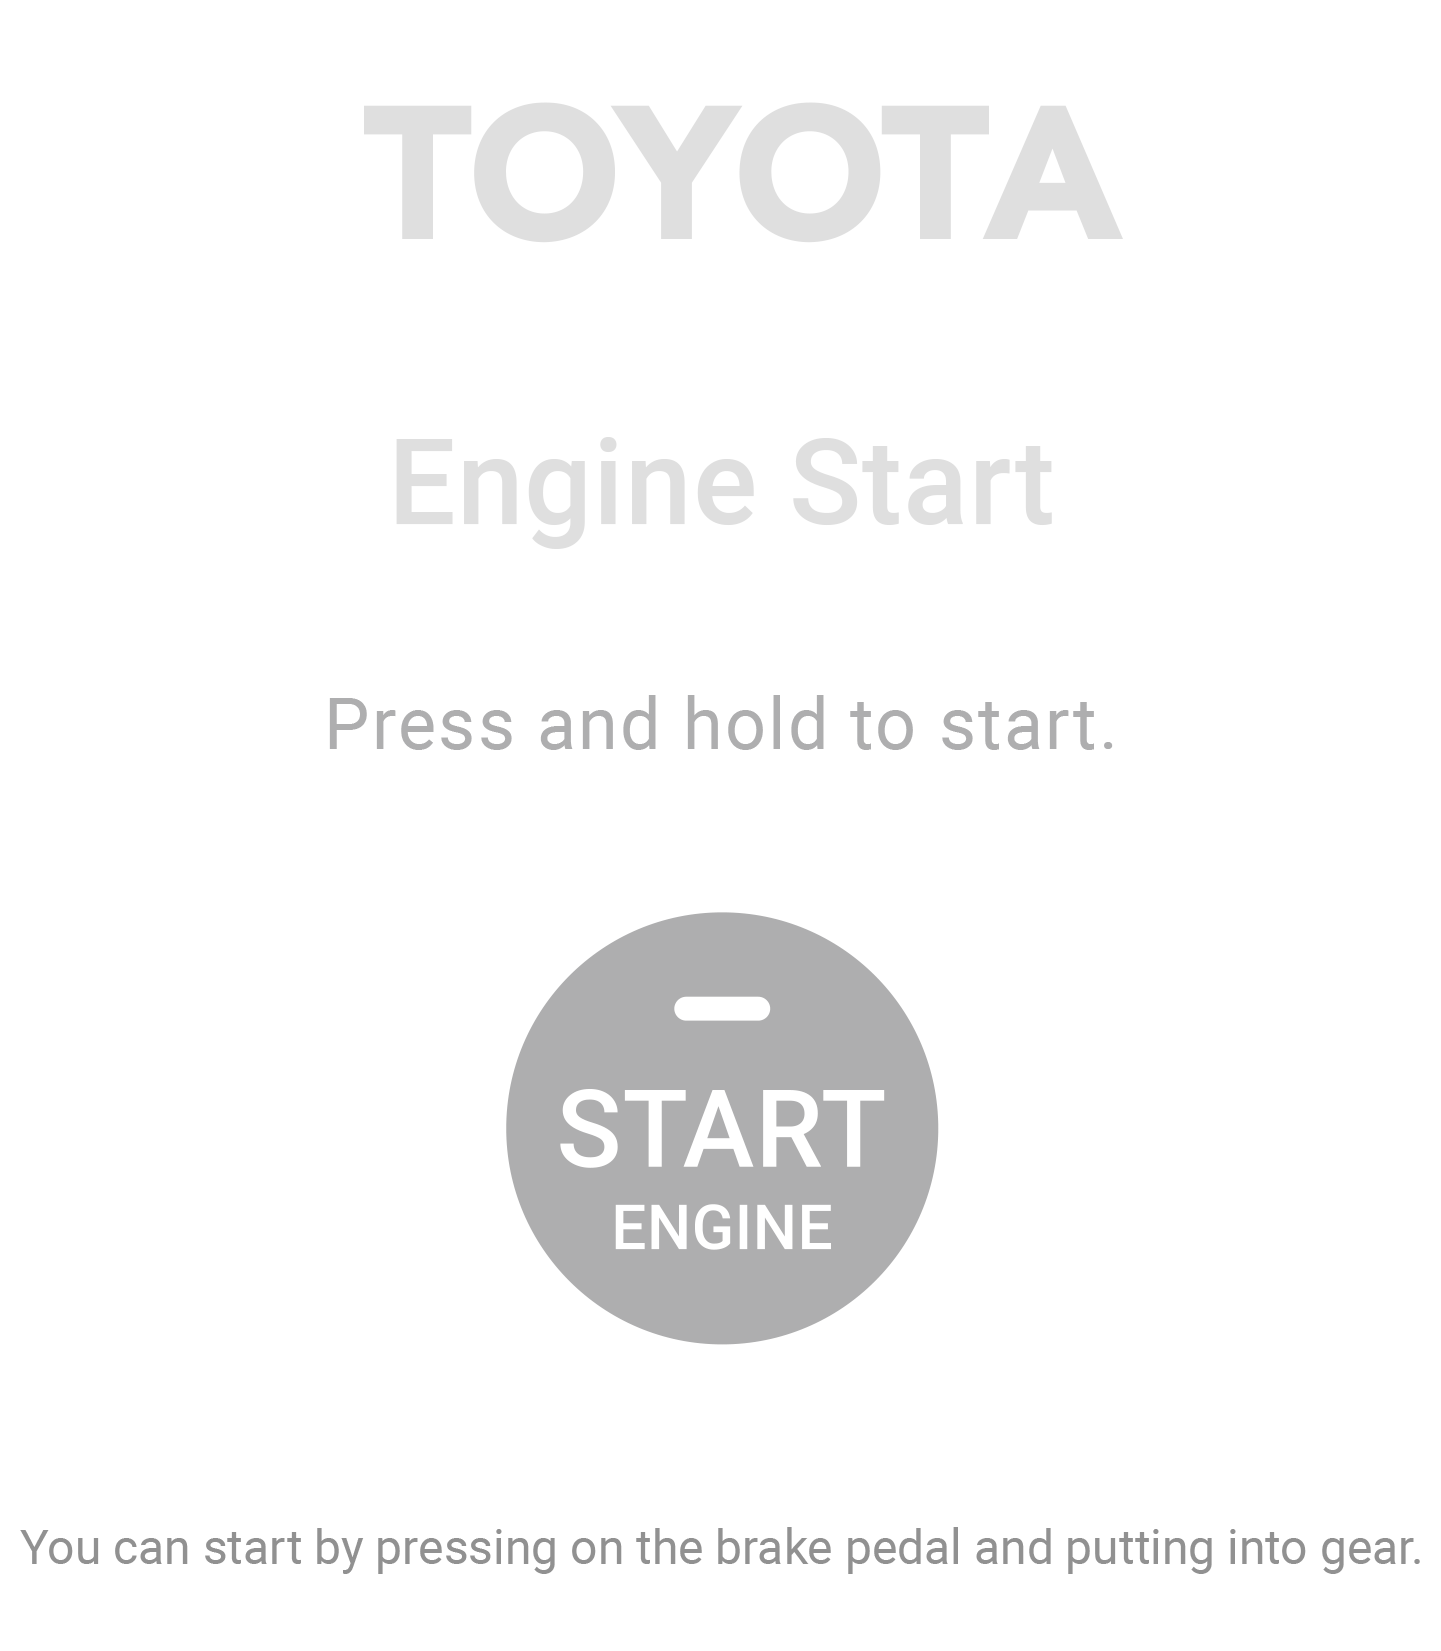 TOYOTA
Engine Start
Press and hold to start.
START
ENGINE
You can start by pressing on the brake pedal and putting into gear.